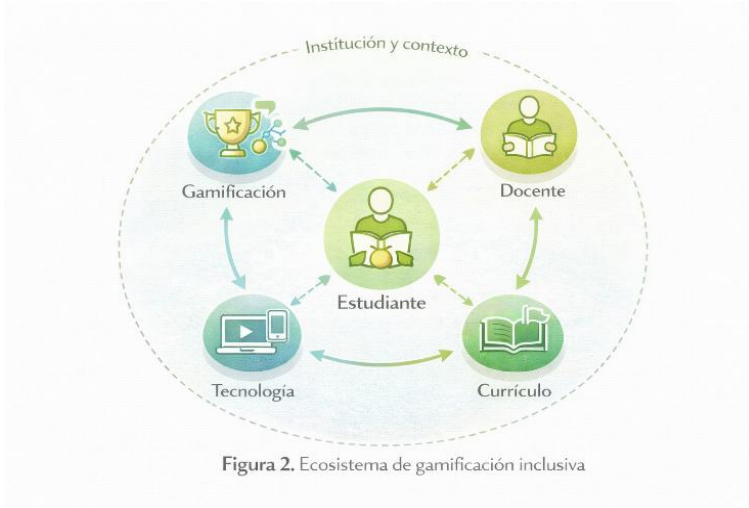 Institución y contexto
Gamificación
Docente
Estudiante
Tecnología
Currículo
Figura 2. Ecosistema de gamificación inclusiva